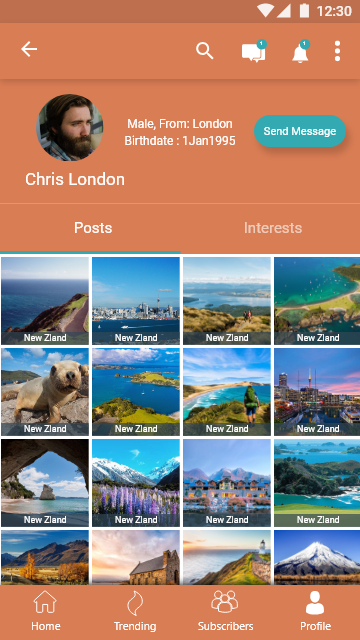 12:30
1
1
Male, From: London
Birthdate : 1Jan1995
Send Message
Chris London
Posts
Interests
New Zland
New Zland
New Zland
New Zland
New Zland
New Zland
New Zland
New Zland
New Zland
New Zland
New Zland
New Zland
Home
Trending
Subscribers
Profile